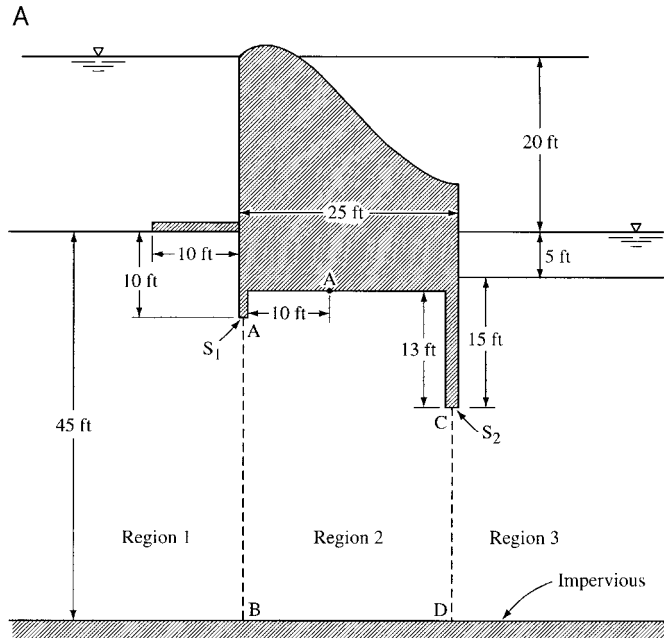 A
20 ft
25 ft
5 ft
10 ft
10 ft
A
10 ft
A
S1
13 ft
15 ft
C
S2
45 ft
Region 1
Region 2
Region 3
Impervious
B
D